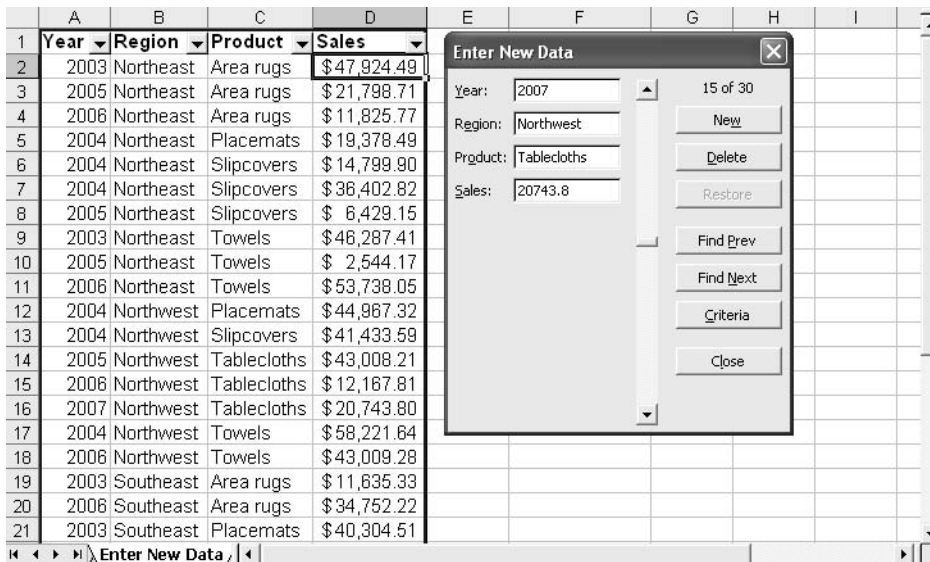 A B C D E F G H I
1 Year Region Product Sales
2 2003 Northeast Area rugs $47,924.49
3 2005 Northeast Area rugs $21,798.71
4 2006 Northeast Area rugs $11,825.77
5 2004 Northeast Placemats $19,378.49
6 2004 Northeast Slipcovers $14,799.90
7 2004 Northeast Slipcovers $36,402.82
8 2005 Northeast Slipcovers $ 6,429.15
9 2003 Northeast Towels $46,287.41
10 2005 Northeast Towels $ 2,544.17
11 2006 Northeast Towels $53,738.05
12 2004 Northwest Placemats $44,967.32
13 2004 Northwest Slipcovers $41,433.59
14 2005 Northwest Tablecloths $43,008.21
15 2006 Northwest Tablecloths $12,167.81
16 2007 Northwest Tablecloths $20,743.80
17 2004 Northwest Towels $58,221.64
18 2006 Northwest Towels $43,009.28
19 2003 Southeast Area rugs $11,635.33
20 2006 Southeast Area rugs $34,752.22
21 2003 Southeast Placemats $40,304.51
Enter New Data
Enter New Data
Year: 2007
Region: Northwest
Product: Tablecloths
Sales: 20743.8
15 of 30
New
Delete
Restore
Find Prev
Find Next
Criteria
Close